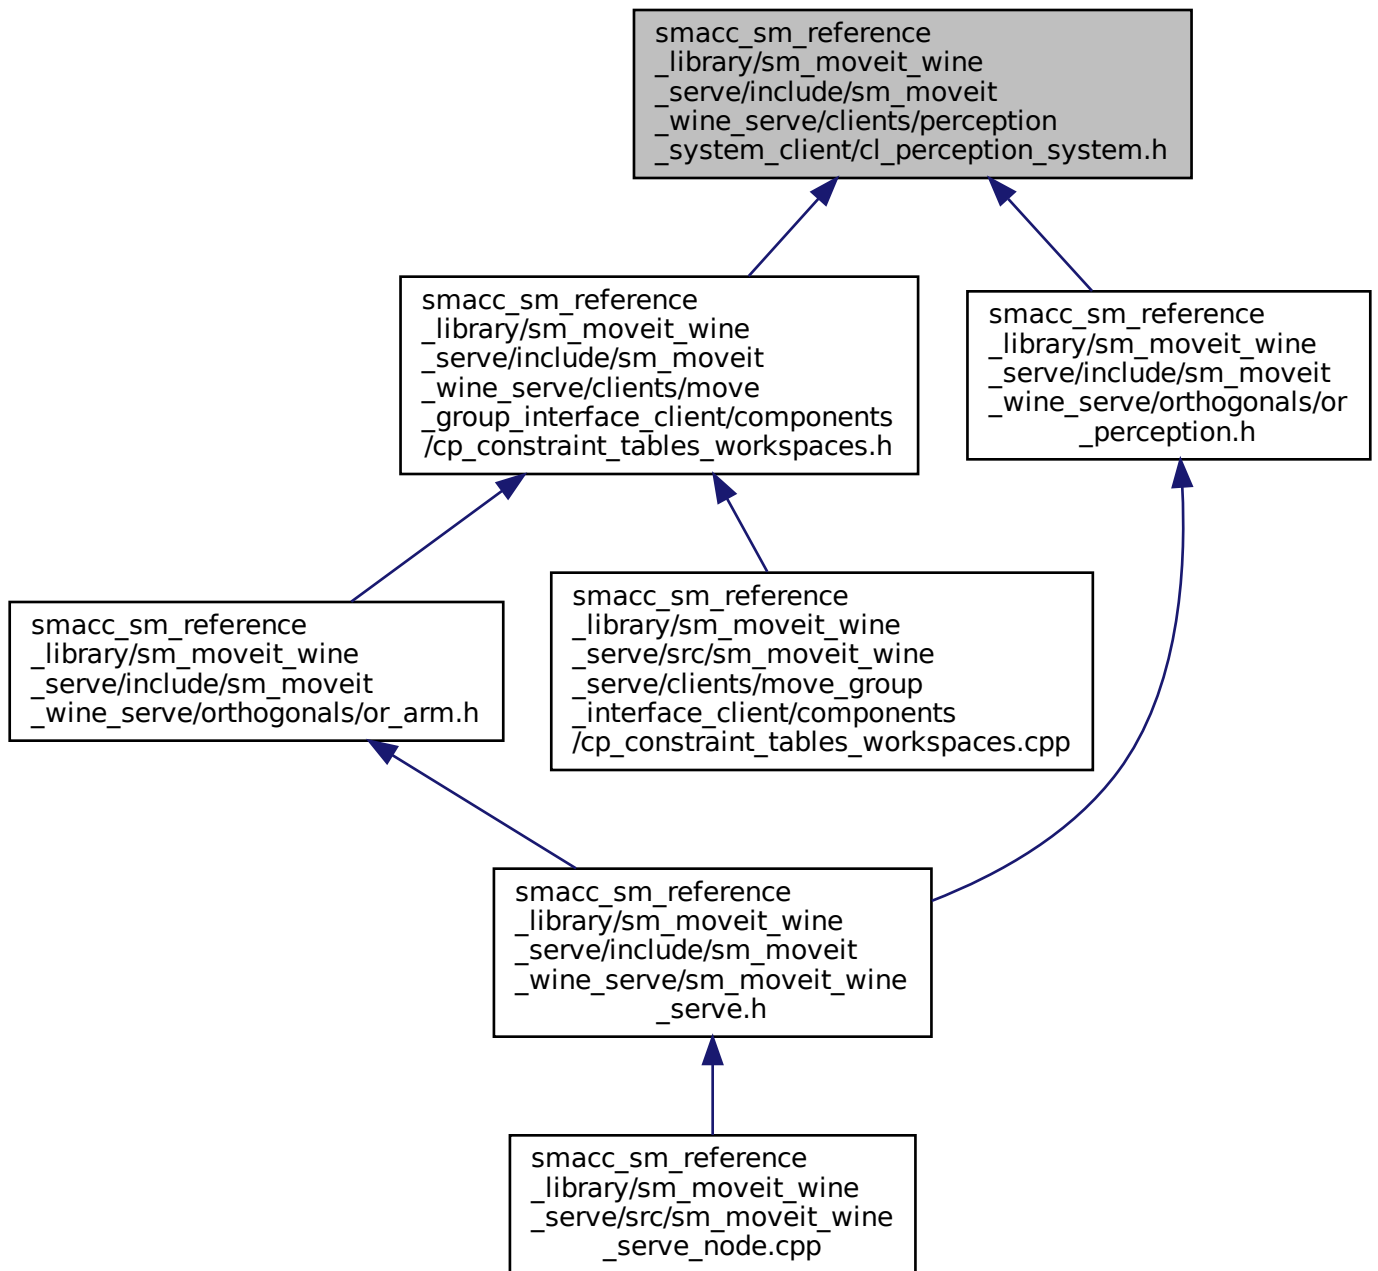 smacc_sm_reference
_library/sm_moveit_wine
_serve/include/sm_moveit
_wine_serve/clients/perception
_system_client/cl_perception_system.h
smacc_sm_reference
_library/sm_moveit_wine
_serve/include/sm_moveit
_wine_serve/clients/move
_group_interface_client/components
/cp_constraint_tables_workspaces.h
smacc_sm_reference
_library/sm_moveit_wine
_serve/include/sm_moveit
_wine_serve/orthogonals/or
_perception.h
smacc_sm_reference
_library/sm_moveit_wine
_serve/include/sm_moveit
_wine_serve/orthogonals/or_arm.h
smacc_sm_reference
_library/sm_moveit_wine
_serve/src/sm_moveit_wine
_serve/clients/move_group
_interface_client/components
/cp_constraint_tables_workspaces.cpp
smacc_sm_reference
_library/sm_moveit_wine
_serve/include/sm_moveit
_wine_serve/sm_moveit_wine
_serve.h
smacc_sm_reference
_library/sm_moveit_wine
_serve/src/sm_moveit_wine
_serve_node.cpp